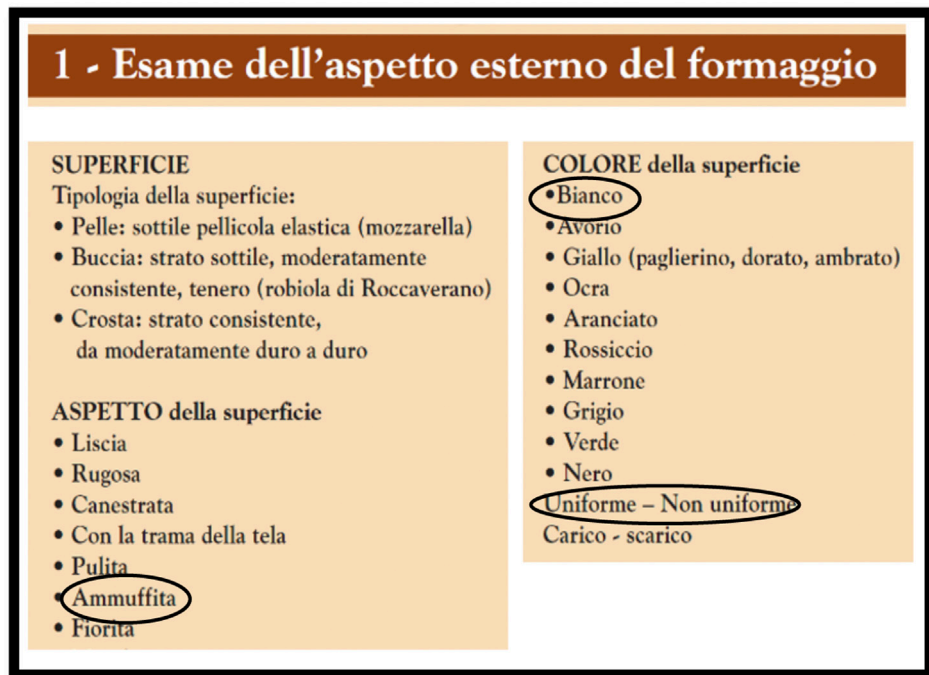 1 - Esame dell'aspetto esterno del formaggio
SUPERFICIE
Tipologia della superficie:
• Pelle: sottile pellicola elastica (mozzarella)
• Buccia: strato sottile, moderatamente
consistente, tenero (robiola di Roccaverano)
• Crosta: strato consistente,
da moderatamente duro a duro
ASPETTO della superficie
• Liscia
• Rugosa
• Canestrata
• Con la trama della tela
• Pulita
• Ammuffita
• Fiorita
COLORE della superficie
•Bianco
•Avorio
• Giallo (paglierino, dorato, ambrato)
• Ocra
• Aranciato
• Rossiccio
• Marrone
• Grigio
• Verde
• Nero
Uniforme – Non uniforme
Carico - scarico